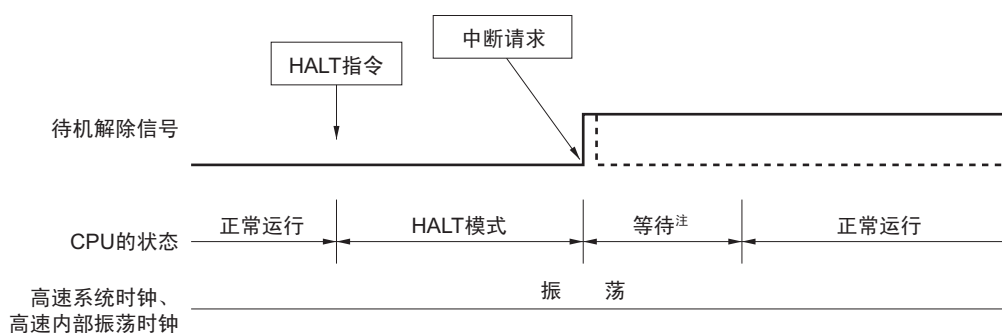 中断请求
HALT指令
待机解除信号
正常运行
HALT模式
等待注
正常运行
CPU的状态
振 荡
高速系统时钟、
高速内部振荡时钟